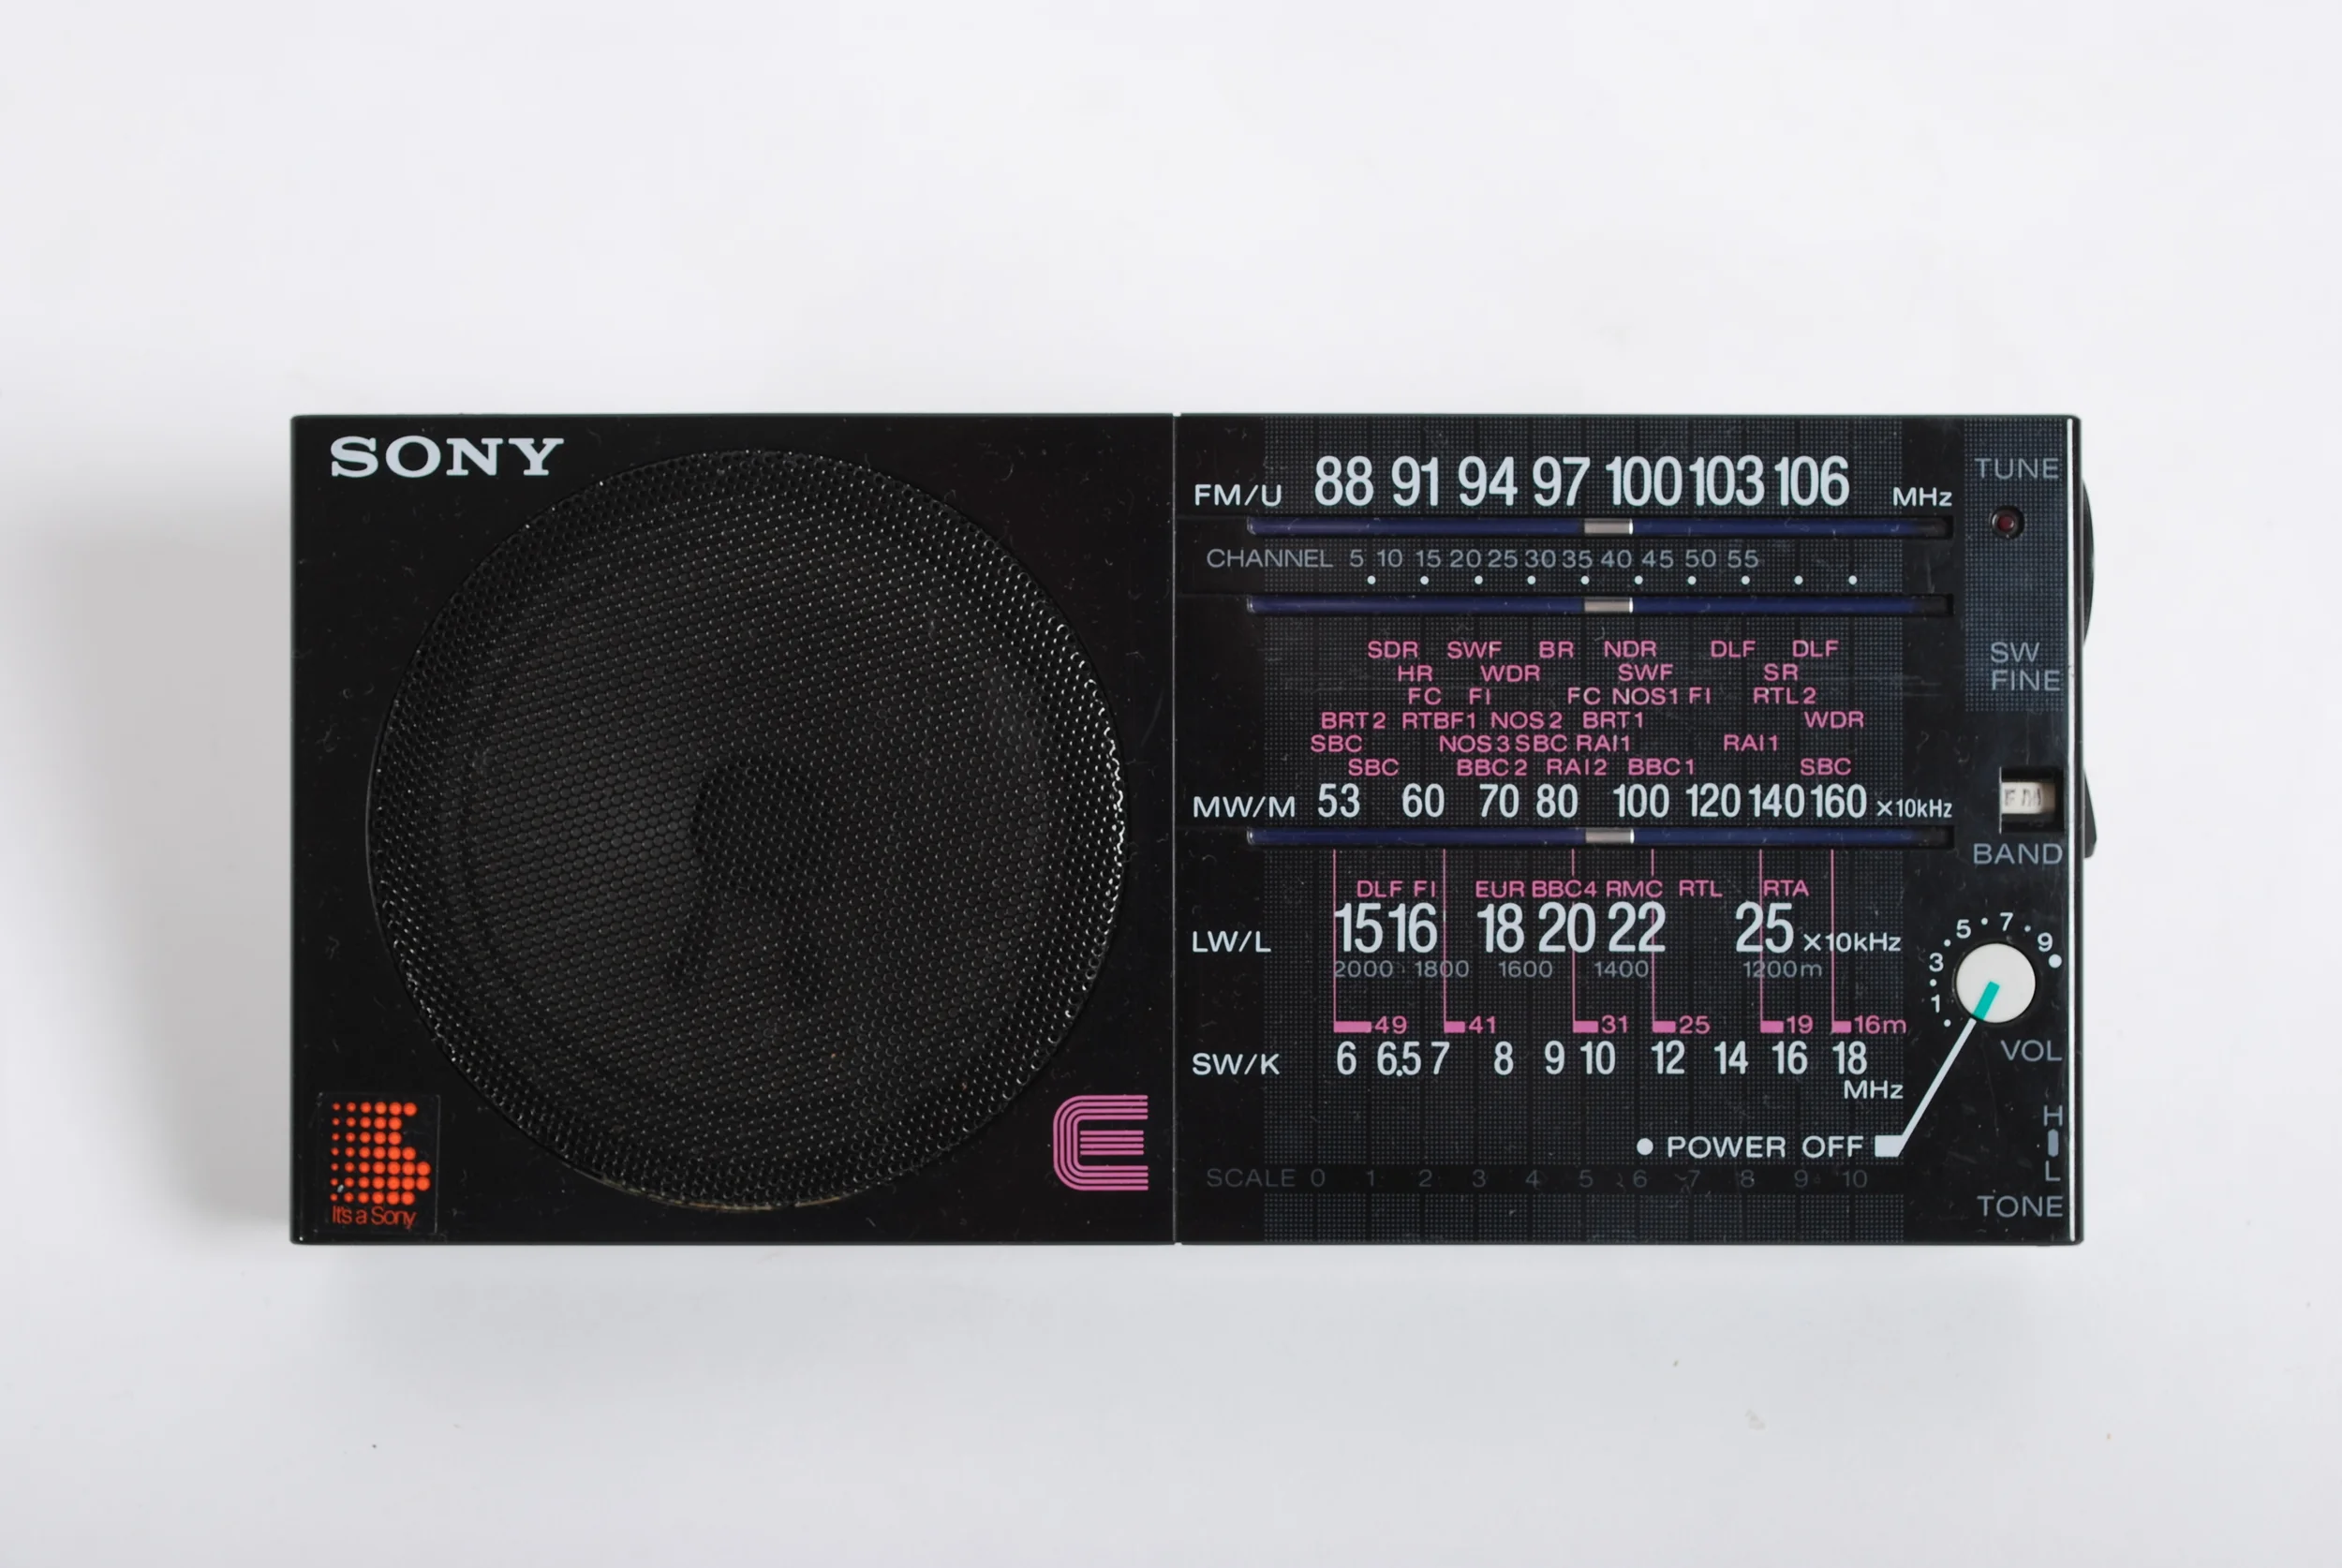 SONY
It's a Sony
FM/U 88 91 94 97 100 103 106 MHz
TUNE
CHANNEL 5 10 15 20 25 30 35 40 45 50 55
SDR SWF BR NDR DLF DLF
SW
FINE
HR WDR SWF SR
FC FI FC NOS1 FI RTL2
BRT2 RTBF1 NOS2 BRT1 WDR
SBC NOS3 SBC RAI1 RAI1
SBC BBC2 RAI2 BBC1 SBC
MW/M 53 60 70 80 100 120 140 160 ×10kHz
FM
BAND
DLF FI EUR BBC4 RMC RTL RTA
LW/L 15 16 18 20 22 25 ×10kHz
2000 1800 1600 1400 1200m
1 3 5 7 9
VOL
49 41 31 25 19 16m
SW/K 6 6.5 7 8 9 10 12 14 16 18
MHz
POWER OFF
H
L
TONE
SCALE 0 1 2 3 4 5 6 7 8 9 10